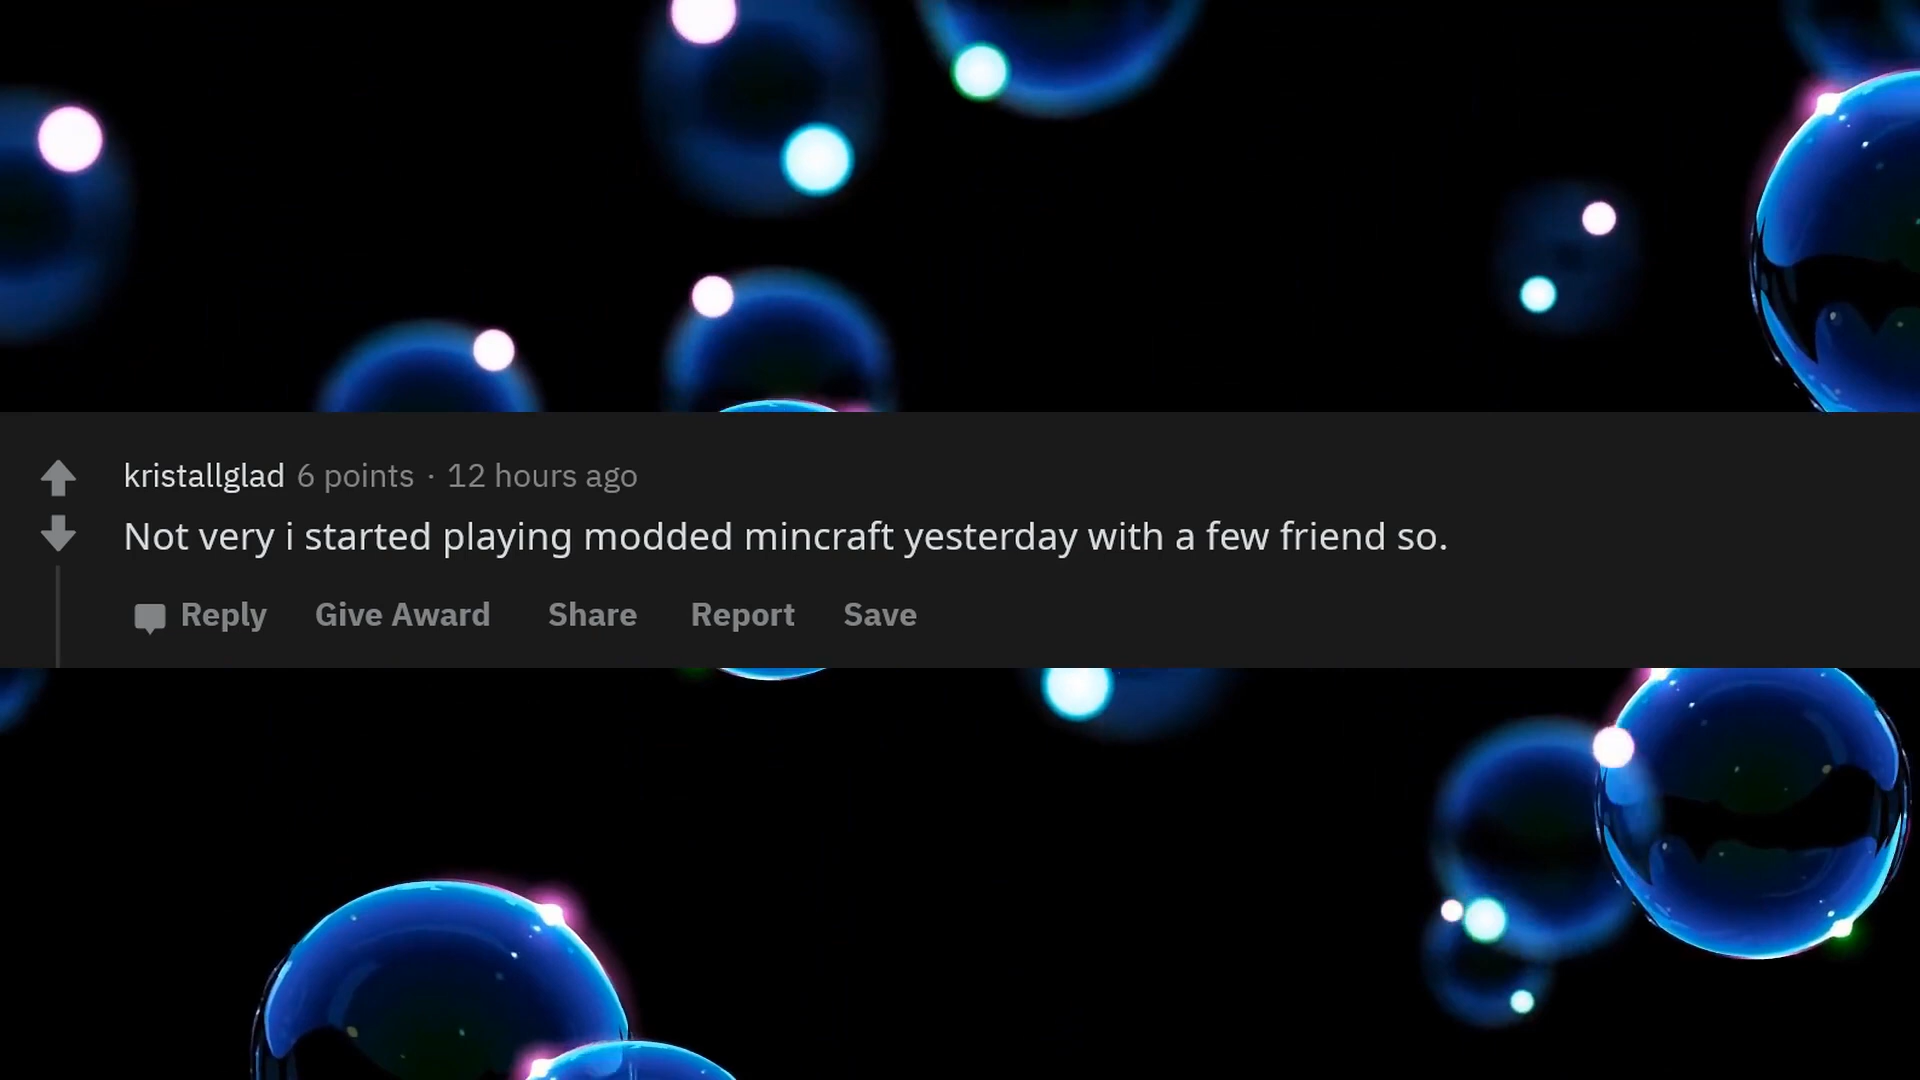 kristallglad 6 points · 12 hours ago
Not very i started playing modded mincraft yesterday with a few friend so.
Reply Give Award Share Report Save